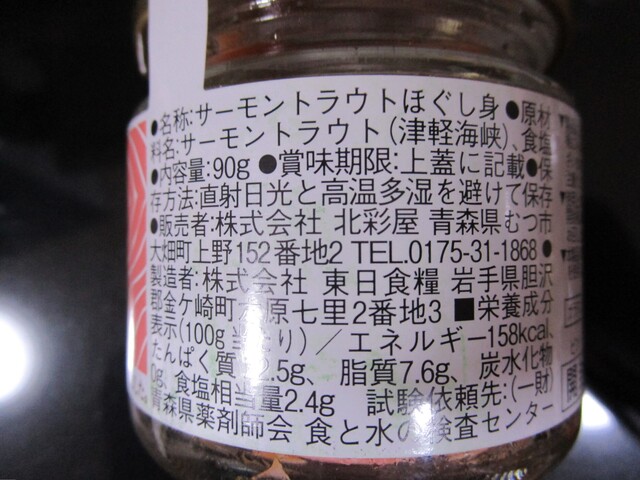 ●名称:サーモントラウトほぐし身●原材
料名:サーモントラウト(津軽海峡)、食塩
●内容量:90g ●賞味期限:上蓋に記載●保
存方法:直射日光と高温多湿を避けて保存
●販売者:株式会社 北彩屋 青森県むつ市
大畑町上野152番地2 TEL.0175-31-1868●
製造者:株式会社 東日食糧 岩手県胆沢
郡金ケ崎町 原七里2番地3 ■栄養成分
表示(100g当たり)/エネルギー158kcal、
たんぱく質 2.5g、脂質7.6g、炭水化物
0g、食塩相当量2.4g 試験依頼先:(一財)
青森県薬剤師会 食と水の検査センター